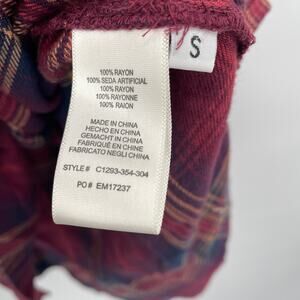 S
100% RAYON
100% SEDA ARTIFICIAL
100% RAYON
100% RAYONNE
100% RAION
MADE IN CHINA
HECHO EN CHINA
GEMACHT IN CHINA
FABRIQUÉ EN CHINE
FABRICATO NEGLI CHINA
STYLE# C1293-354-304
PO# EM17237